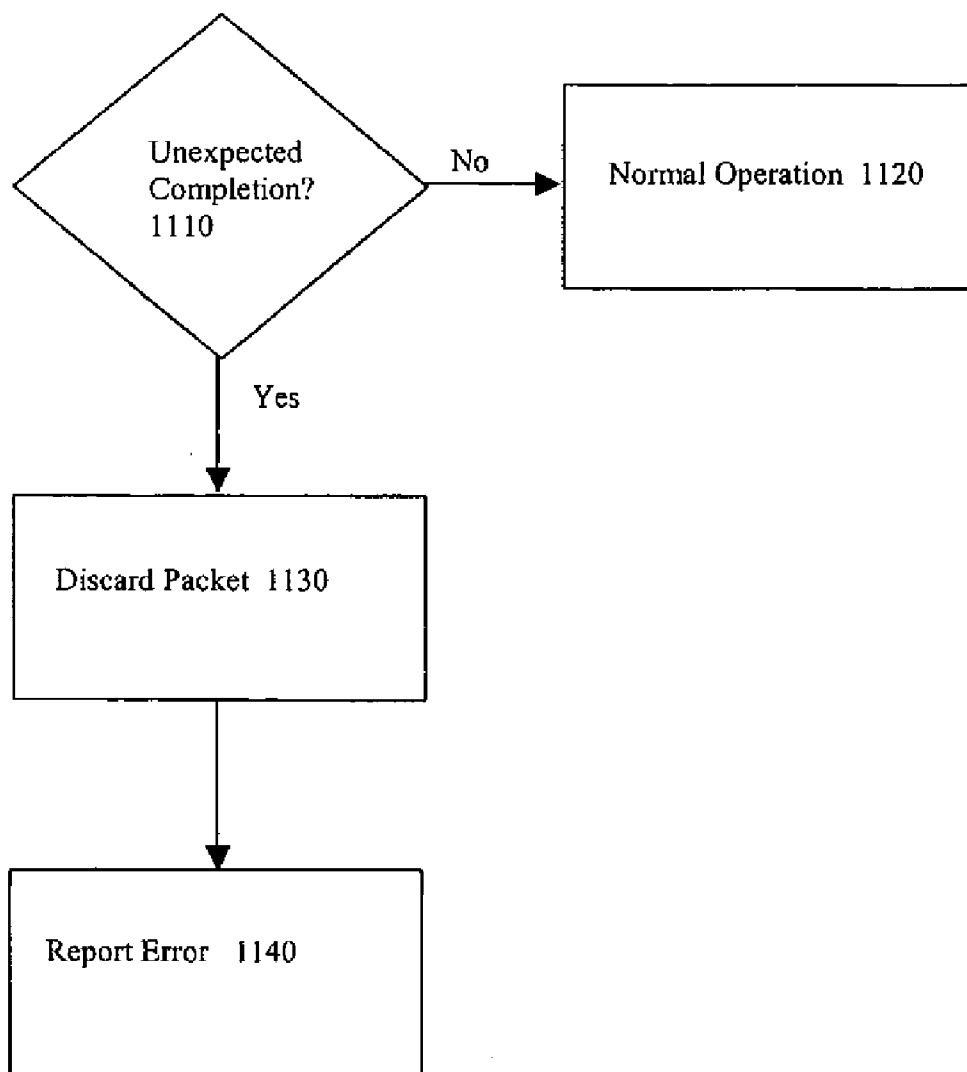 Unexpected
Completion?
1110
No
Normal Operation 1120
Yes
Discard Packet 1130
Report Error 1140